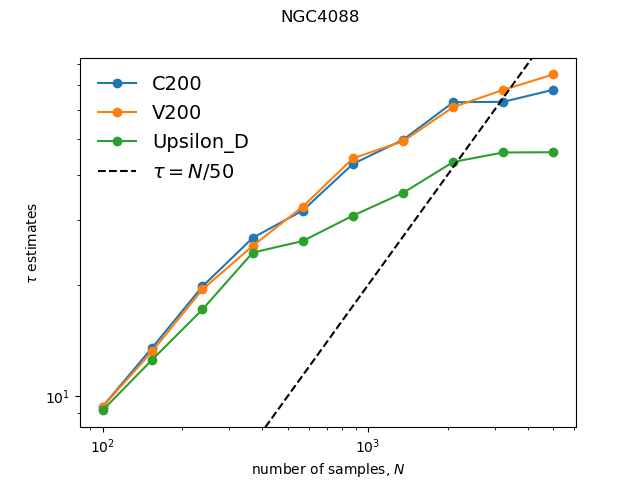 NGC4088
C200
V200
Upsilon_D
τ = N/50
τ estimates
10¹
10²
10³
number of samples, N